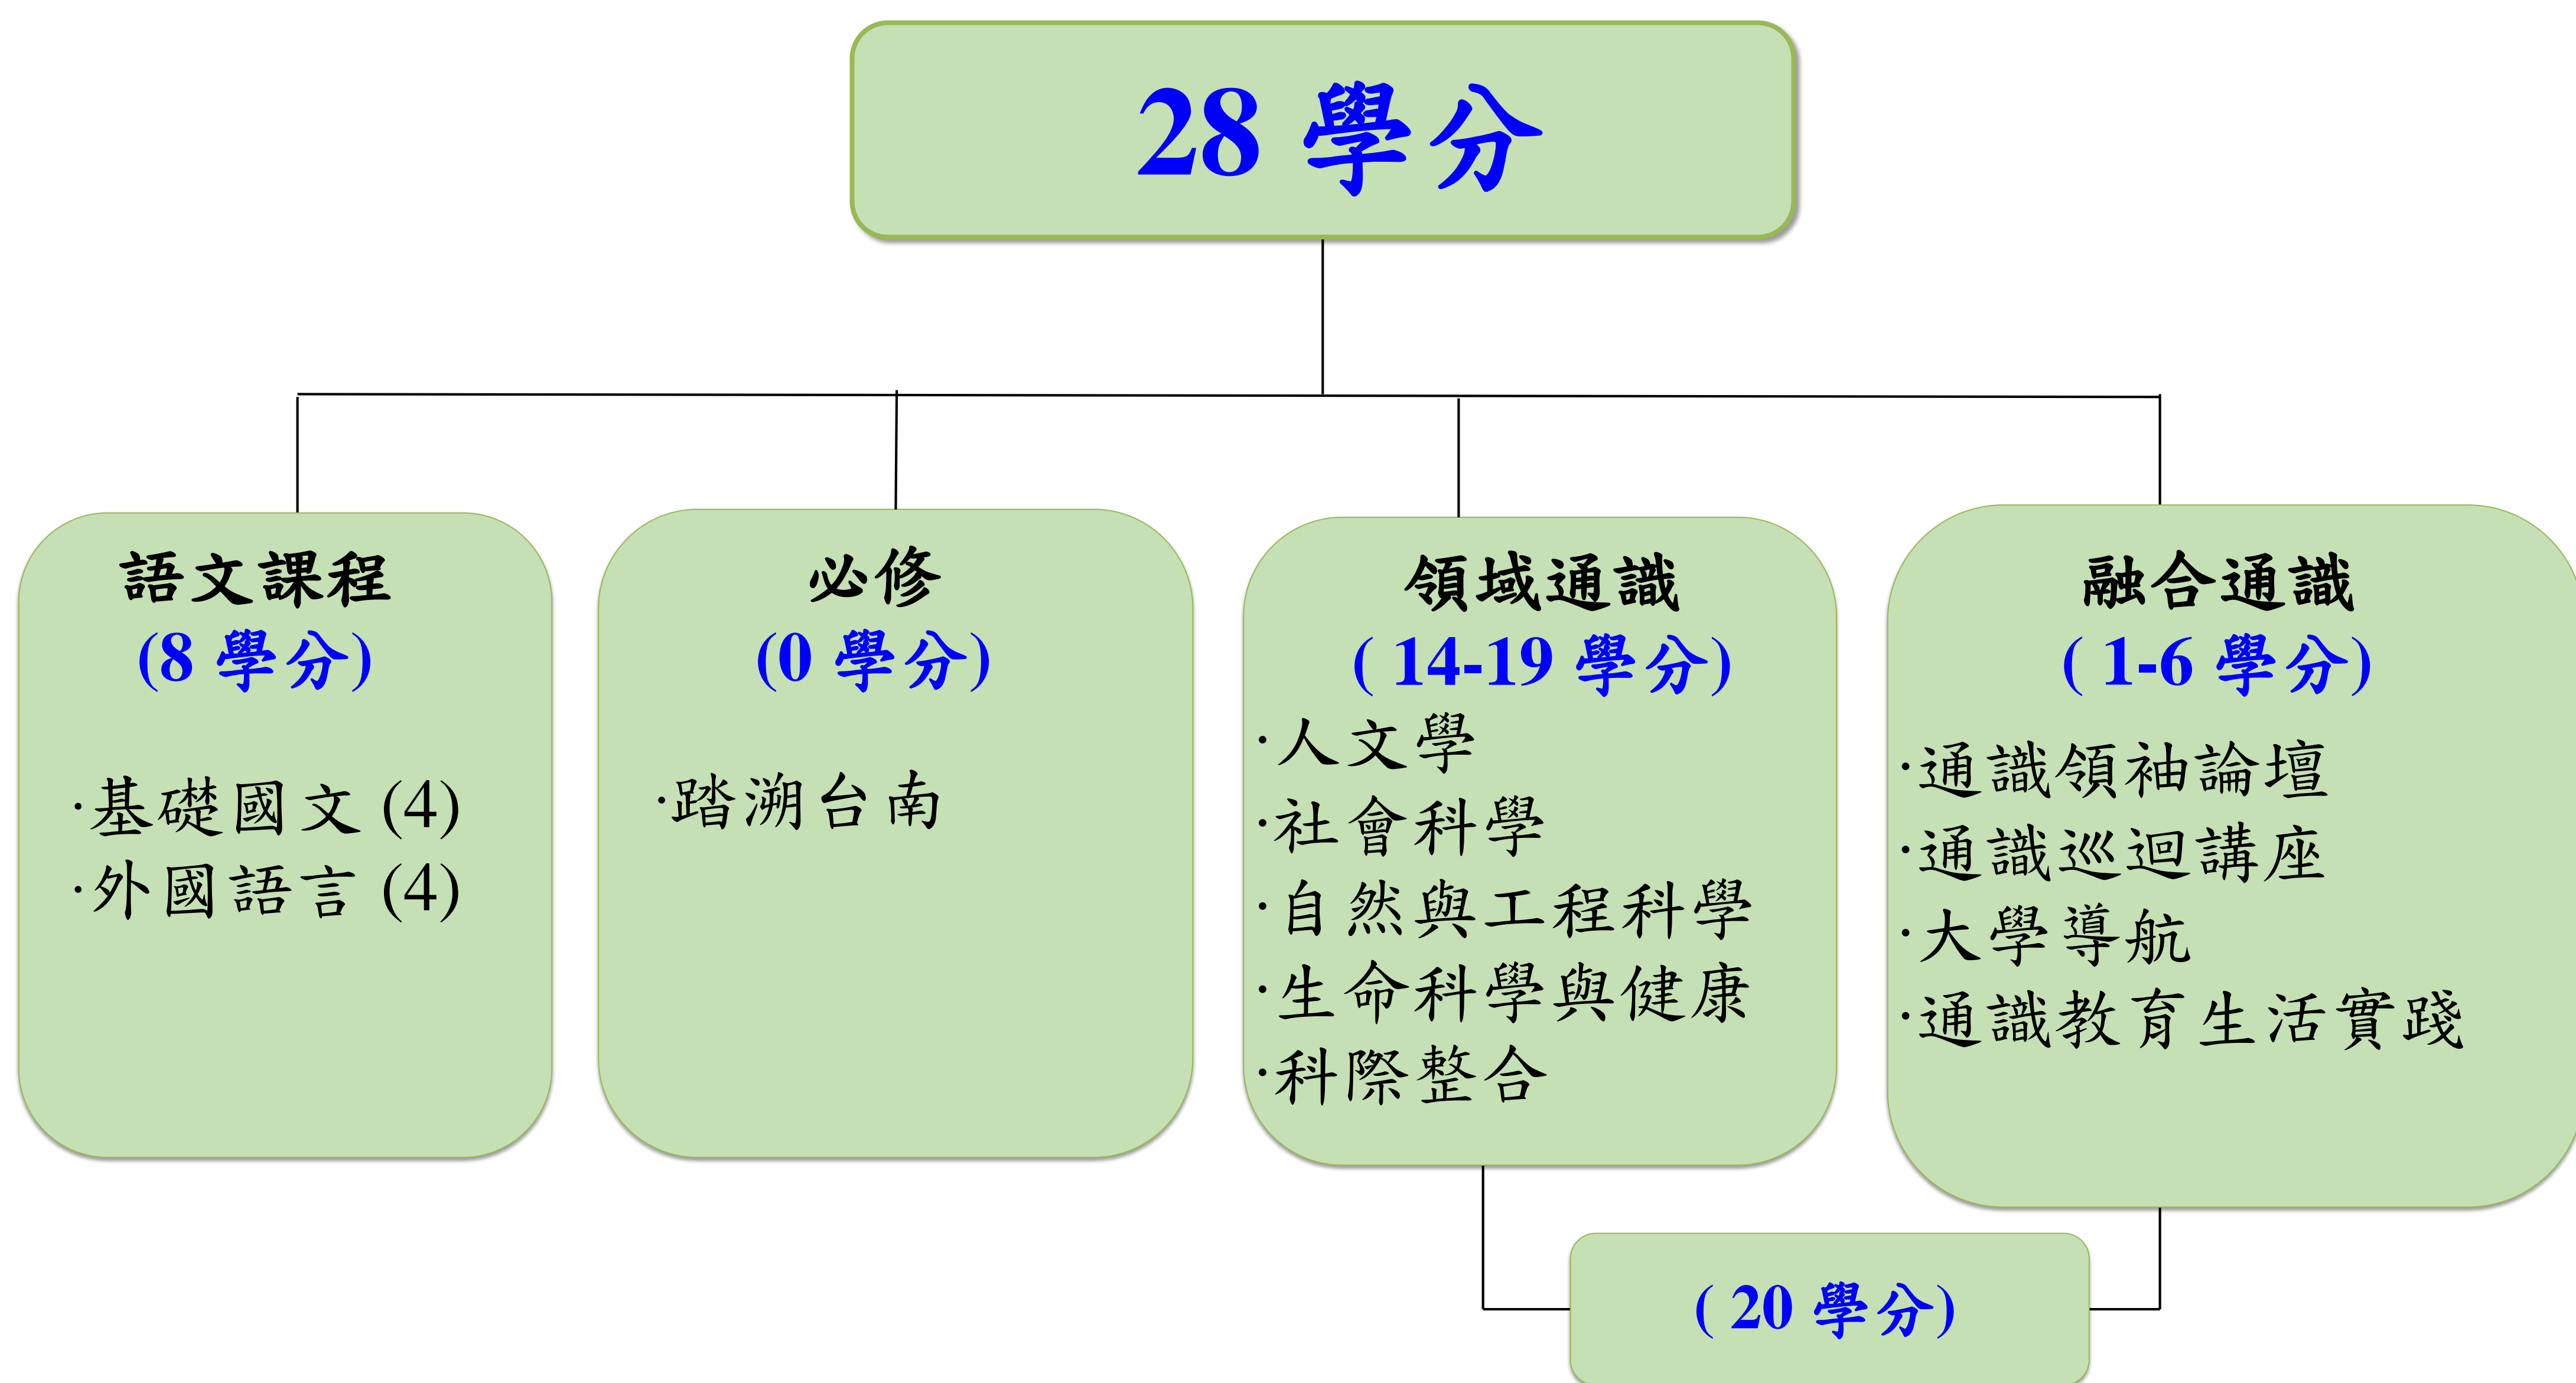 28 學分
語文課程
(8 學分)
·基礎國文 (4)
·外國語言 (4)
必修
(0 學分)
·踏溯台南
領域通識
( 14-19 學分)
·人文學
·社會科學
·自然與工程科學
·生命科學與健康
·科際整合
融合通識
( 1-6 學分)
·通識領袖論壇
·通識巡迴講座
·大學導航
·通識教育生活實踐
( 20 學分)